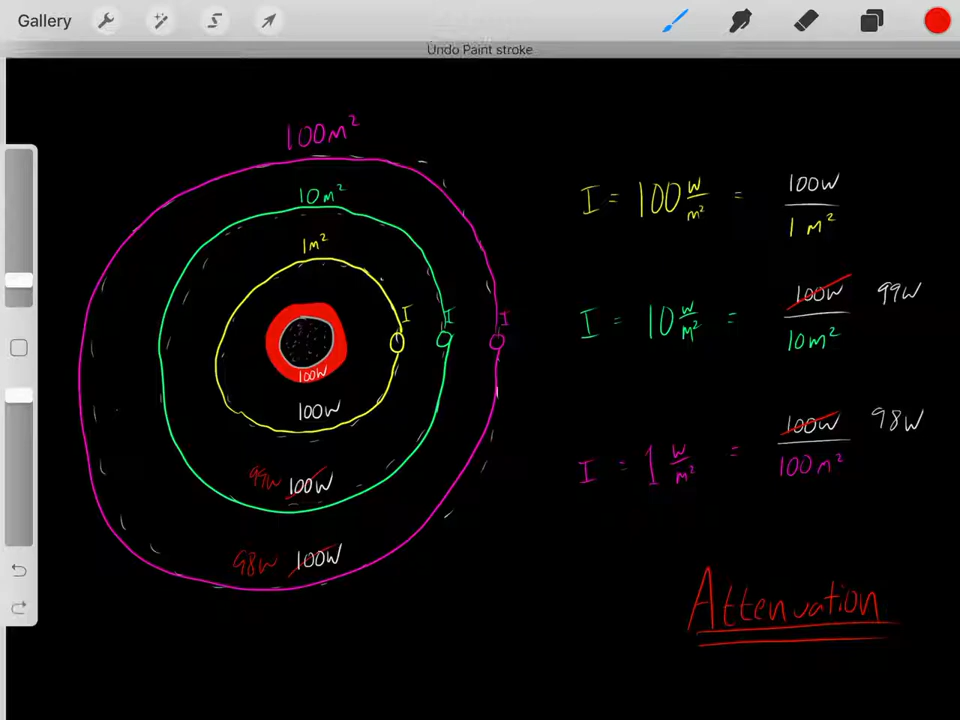 Gallery
Undo Paint stroke
100m²
10m²
1m²
I
I
I
100W
100W
99W 100W
98W 100W
I = 100 W/m² = 100W / 1m²
I = 10 W/m² = 100W / 10m² 99W
I = 1 W/m² = 100W / 100m² 98W
Attenuation